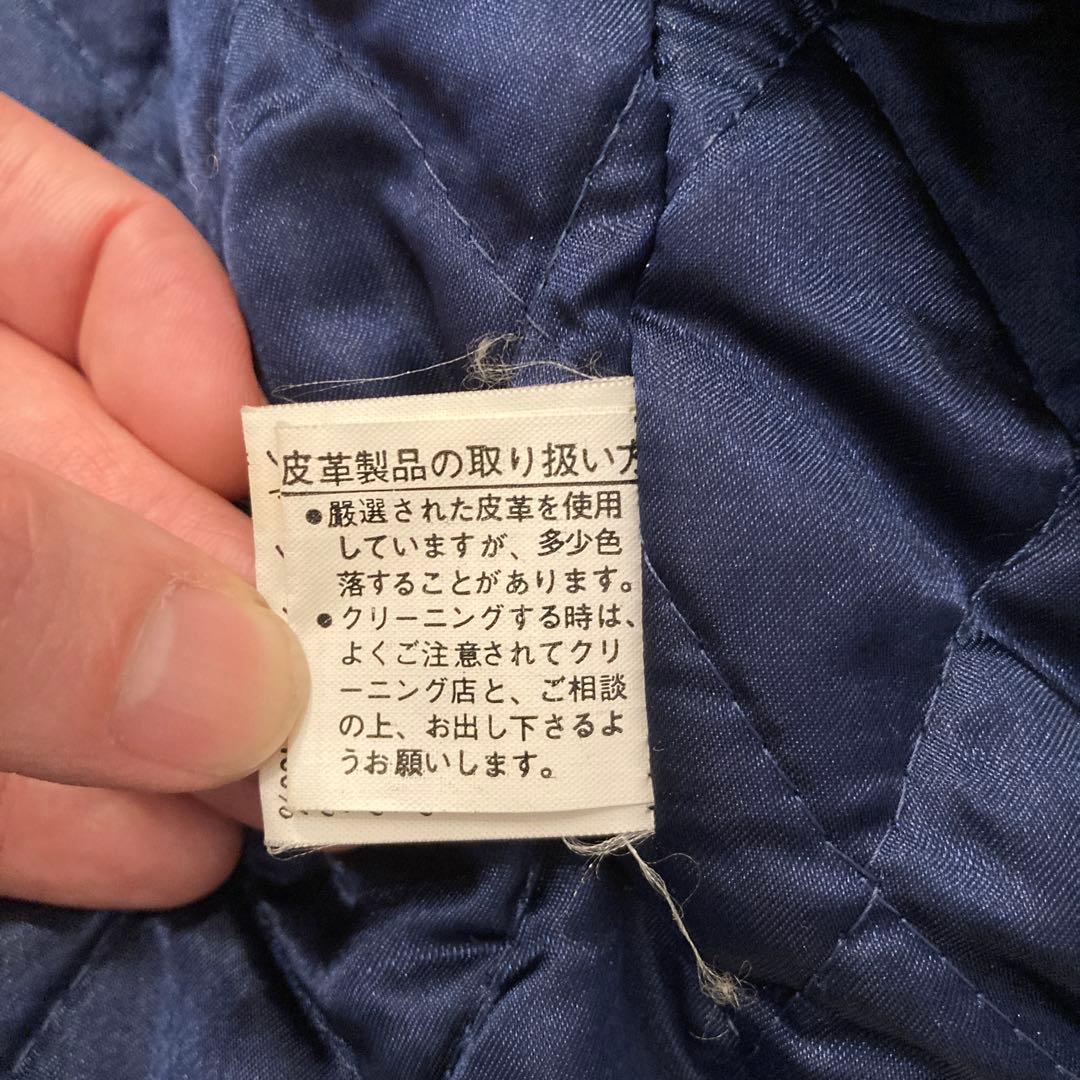 皮革製品の取り扱い方
●厳選された皮革を使用
していますが、多少色
落することがあります。
●クリーニングする時は、
よくご注意されてクリ
ーニング店と、ご相談
の上、お出し下さるよ
うお願いします。